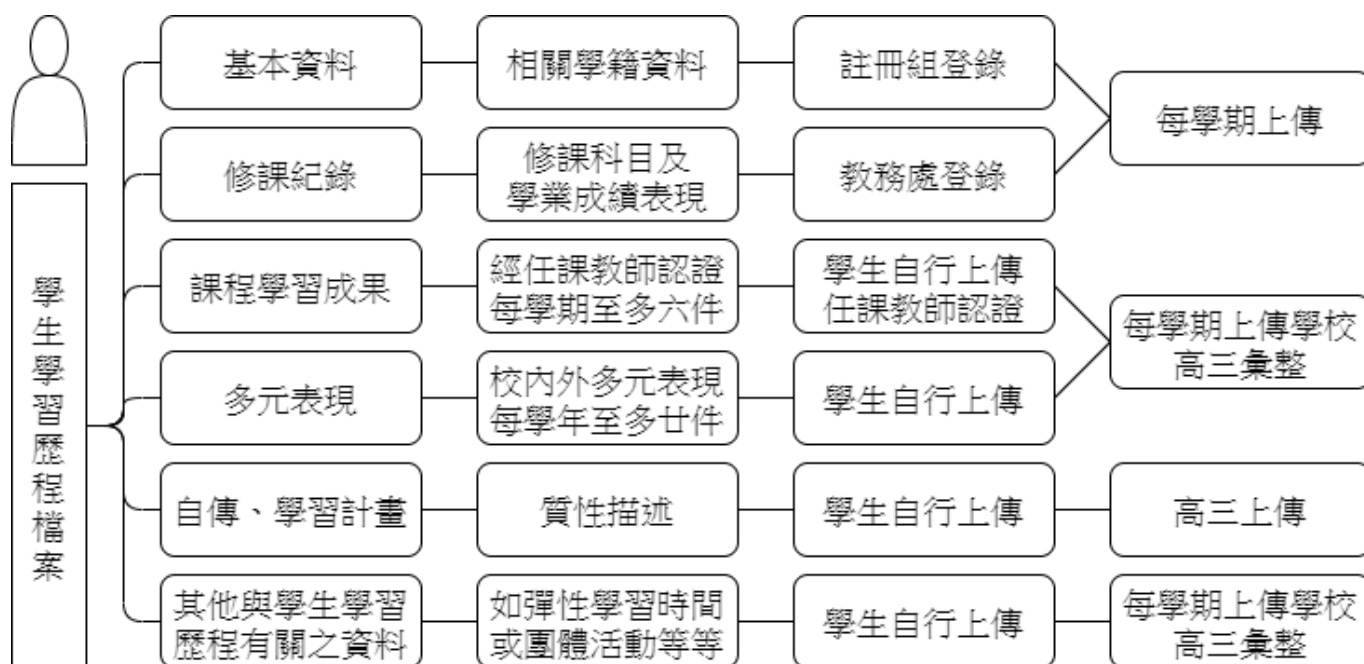 學生學習歷程檔案
基本資料
相關學籍資料
註冊組登錄
每學期上傳
修課紀錄
修課科目及
學業成績表現
教務處登錄
課程學習成果
經任課教師認證
每學期至多六件
學生自行上傳
任課教師認證
每學期上傳學校
高三彙整
多元表現
校內外多元表現
每學年至多廿件
學生自行上傳
自傳、學習計畫
質性描述
學生自行上傳
高三上傳
其他與學生學習
歷程有關之資料
如彈性學習時間
或團體活動等等
學生自行上傳
每學期上傳學校
高三彙整